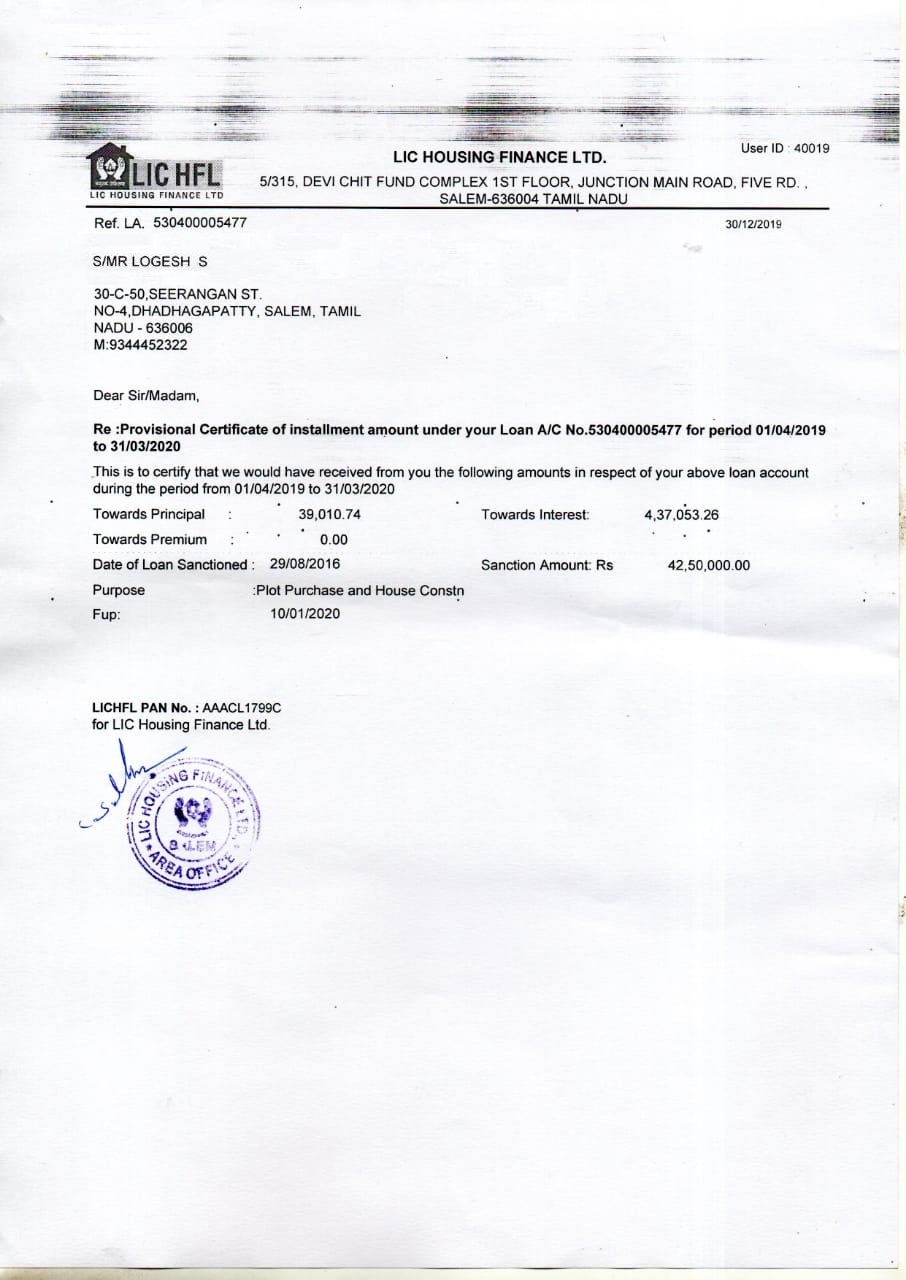 User ID : 40019
LIC HFL
LIC HOUSING FINANCE LTD
LIC HOUSING FINANCE LTD.
5/315, DEVI CHIT FUND COMPLEX 1ST FLOOR, JUNCTION MAIN ROAD, FIVE RD. ,
SALEM-636004 TAMIL NADU
Ref. LA. 530400005477 30/12/2019
S/MR LOGESH S
30-C-50,SEERANGAN ST.
NO-4,DHADHAGAPATTY, SALEM, TAMIL
NADU - 636006
M:9344452322
Dear Sir/Madam,
Re :Provisional Certificate of installment amount under your Loan A/C No.530400005477 for period 01/04/2019
to 31/03/2020
This is to certify that we would have received from you the following amounts in respect of your above loan account
during the period from 01/04/2019 to 31/03/2020
Towards Principal : 39,010.74 Towards Interest: 4,37,053.26
Towards Premium : 0.00
Date of Loan Sanctioned : 29/08/2016 Sanction Amount: Rs 42,50,000.00
Purpose :Plot Purchase and House Constn
Fup: 10/01/2020
LICHFL PAN No. : AAACL1799C
for LIC Housing Finance Ltd.
LIC HOUSING FINANCE LTD.
SALEM
AREA OFFICE